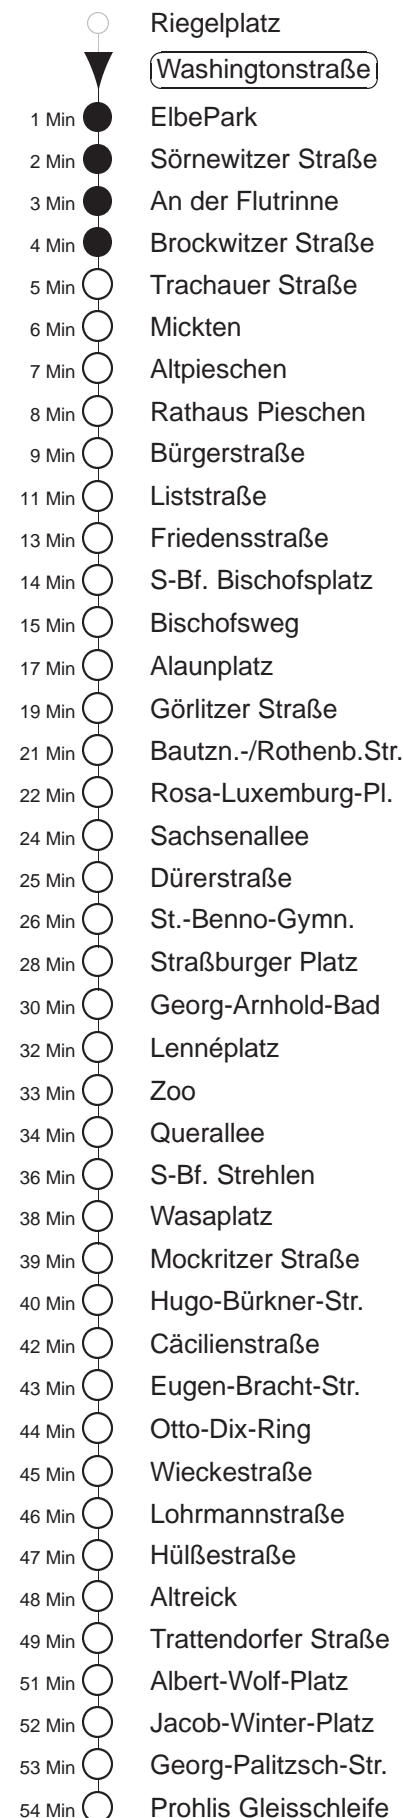 Riegelplatz
Washingtonstraße
1 Min ElbePark
2 Min Sörnewitzer Straße
3 Min An der Flutrinne
4 Min Brockwitzer Straße
5 Min Trachauer Straße
6 Min Mickten
7 Min Altpieschen
8 Min Rathaus Pieschen
9 Min Bürgerstraße
11 Min Liststraße
13 Min Friedensstraße
14 Min S-Bf. Bischofsplatz
15 Min Bischofsweg
17 Min Alaunplatz
19 Min Görlitzer Straße
21 Min Bautzn.-/Rothenb.Str.
22 Min Rosa-Luxemburg-Pl.
24 Min Sachsenallee
25 Min Dürerstraße
26 Min St.-Benno-Gymn.
28 Min Straßburger Platz
30 Min Georg-Arnhold-Bad
32 Min Lennéplatz
33 Min Zoo
34 Min Querallee
36 Min S-Bf. Strehlen
38 Min Wasaplatz
39 Min Mockritzer Straße
40 Min Hugo-Bürkner-Str.
42 Min Cäcilienstraße
43 Min Eugen-Bracht-Str.
44 Min Otto-Dix-Ring
45 Min Wieckestraße
46 Min Lohrmannstraße
47 Min Hülßestraße
48 Min Altreick
49 Min Trattendorfer Straße
51 Min Albert-Wolf-Platz
52 Min Jacob-Winter-Platz
53 Min Georg-Palitzsch-Str.
54 Min Prohlis Gleisschleife